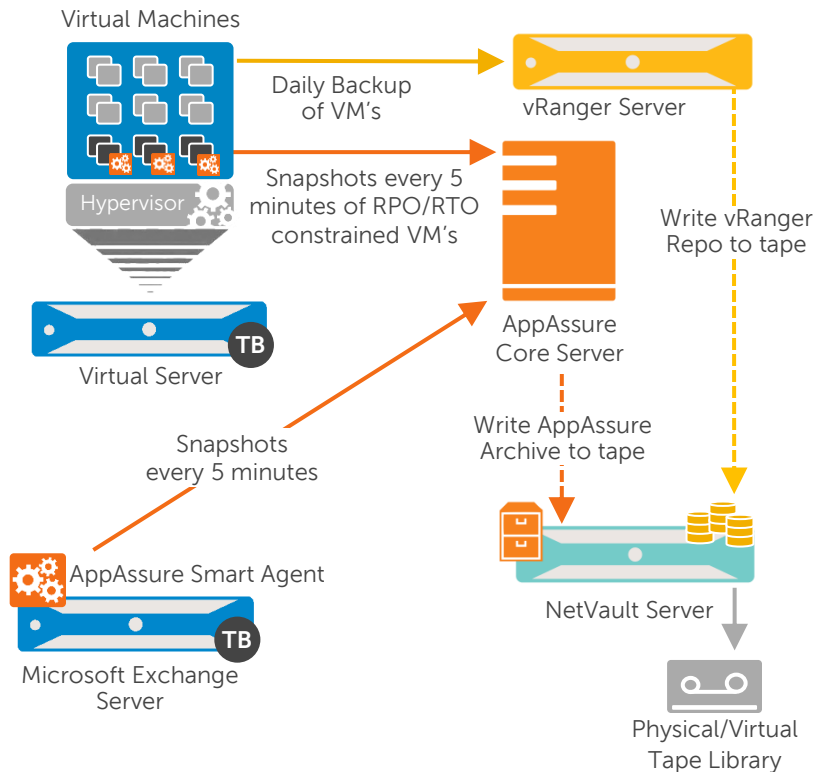 Virtual Machines
Daily Backup
of VM's
vRanger Server
Hypervisor
Snapshots every 5
minutes of RPO/RTO
constrained VM's
Write vRanger
Repo to tape
AppAssure
Core Server
TB
Virtual Server
Write AppAssure
Archive to tape
Snapshots
every 5 minutes
AppAssure Smart Agent
TB
NetVault Server
Microsoft Exchange
Server
Physical/Virtual
Tape Library